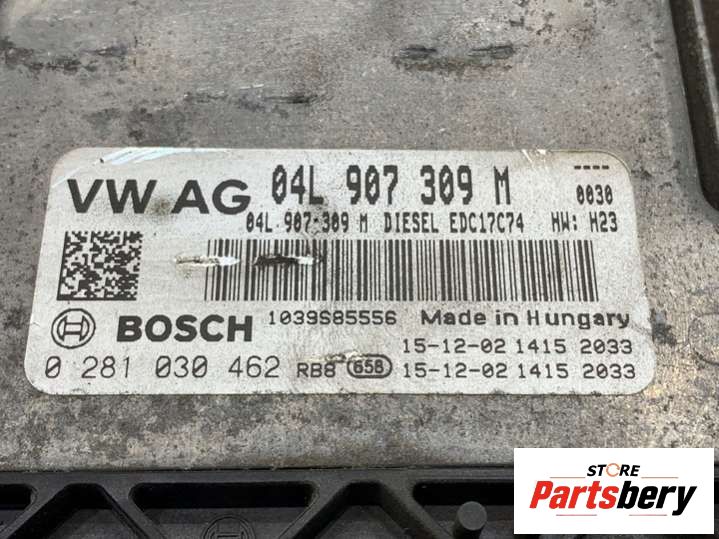 VW AG 04L 907 309 M
----
0030
04L 907 309 M DIESEL EDC17C74 HW: H23
BOSCH 1039S85556 Made in Hungary
15-12-02 1415 2033
0 281 030 462 RB8 658 15-12-02 1415 2033
STORE
Partsbery